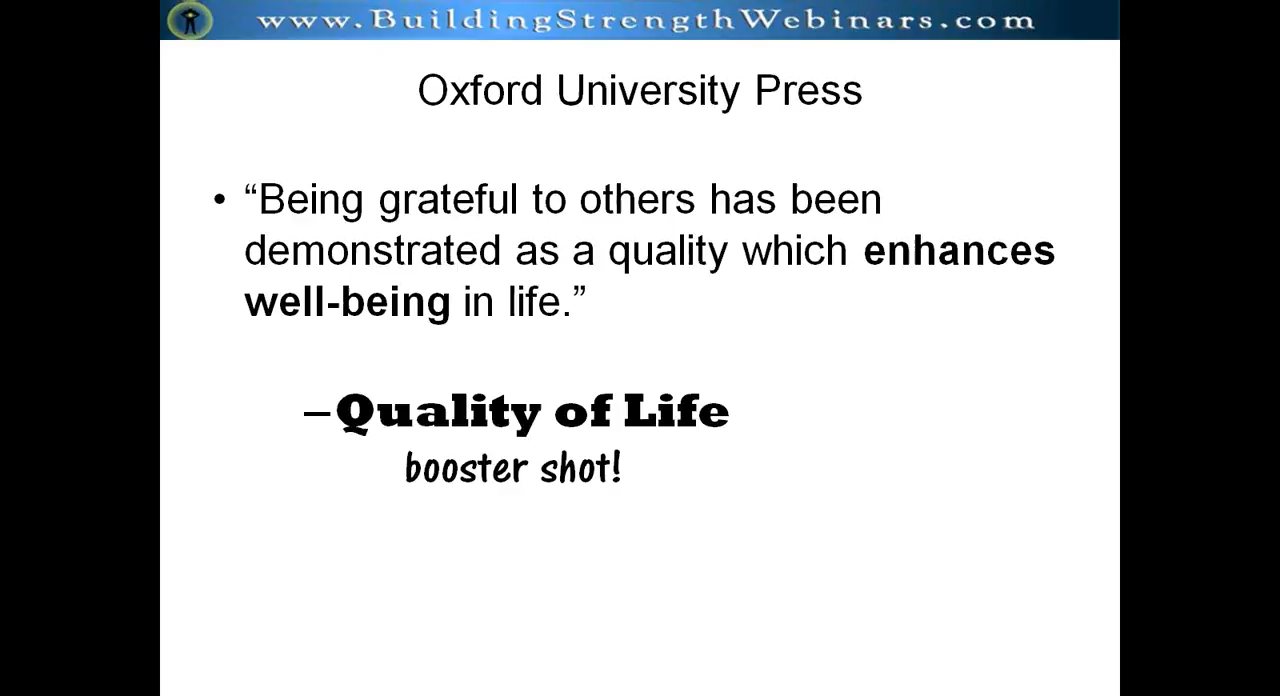 www.BuildingStrengthWebinars.com
Oxford University Press
• “Being grateful to others has been
demonstrated as a quality which enhances
well-being in life.”
–Quality of Life
booster shot!